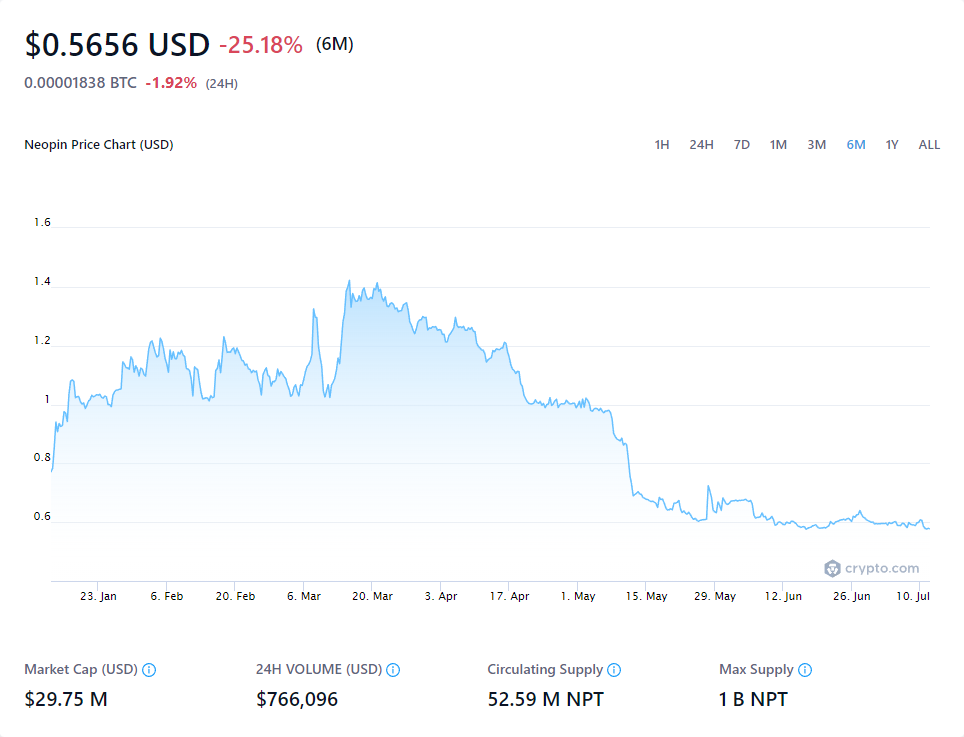 $0.5656 USD -25.18% (6M)
0.00001838 BTC -1.92% (24H)
Neopin Price Chart (USD) 1H 24H 7D 1M 3M 6M 1Y ALL
1.6
1.4
1.2
1
0.8
0.6
crypto.com
23. Jan 6. Feb 20. Feb 6. Mar 20. Mar 3. Apr 17. Apr 1. May 15. May 29. May 12. Jun 26. Jun 10. Jul
Market Cap (USD) 24H VOLUME (USD) Circulating Supply Max Supply
$29.75 M $766,096 52.59 M NPT 1 B NPT